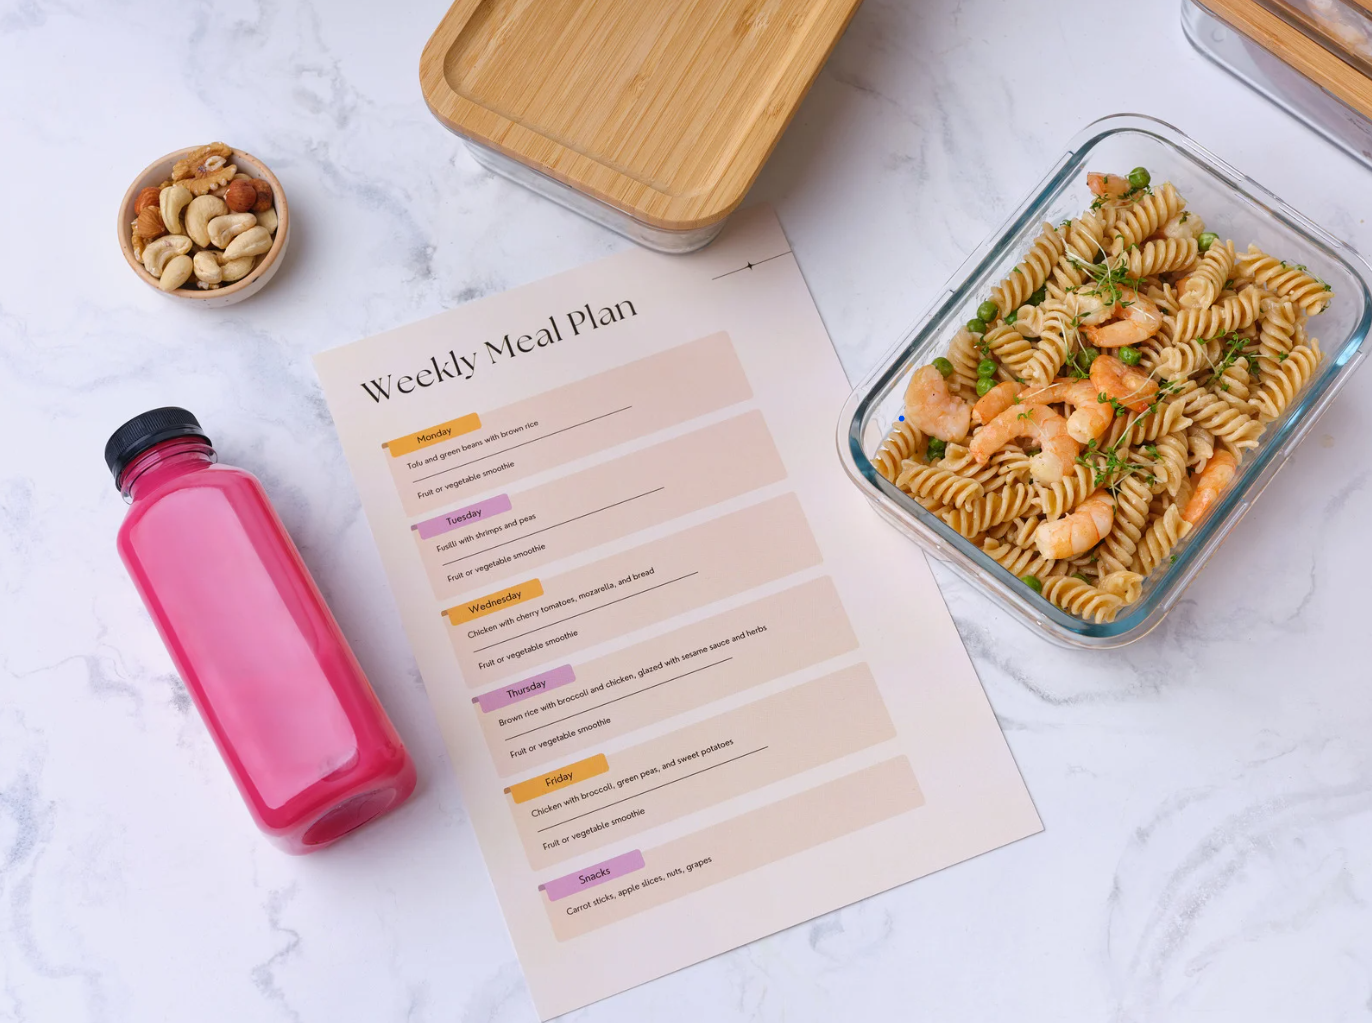 Weekly Meal Plan
Monday
Tofu and green beans with brown rice
Fruit or vegetable smoothie
Tuesday
Fusilli with shrimps and peas
Fruit or vegetable smoothie
Wednesday
Chicken with cherry tomatoes, mozarella, and bread
Fruit or vegetable smoothie
Thursday
Brown rice with broccoli and chicken, glazed with sesame sauce and herbs
Fruit or vegetable smoothie
Friday
Chicken with broccoli, green peas, and sweet potatoes
Fruit or vegetable smoothie
Snacks
Carrot sticks, apple slices, nuts, grapes